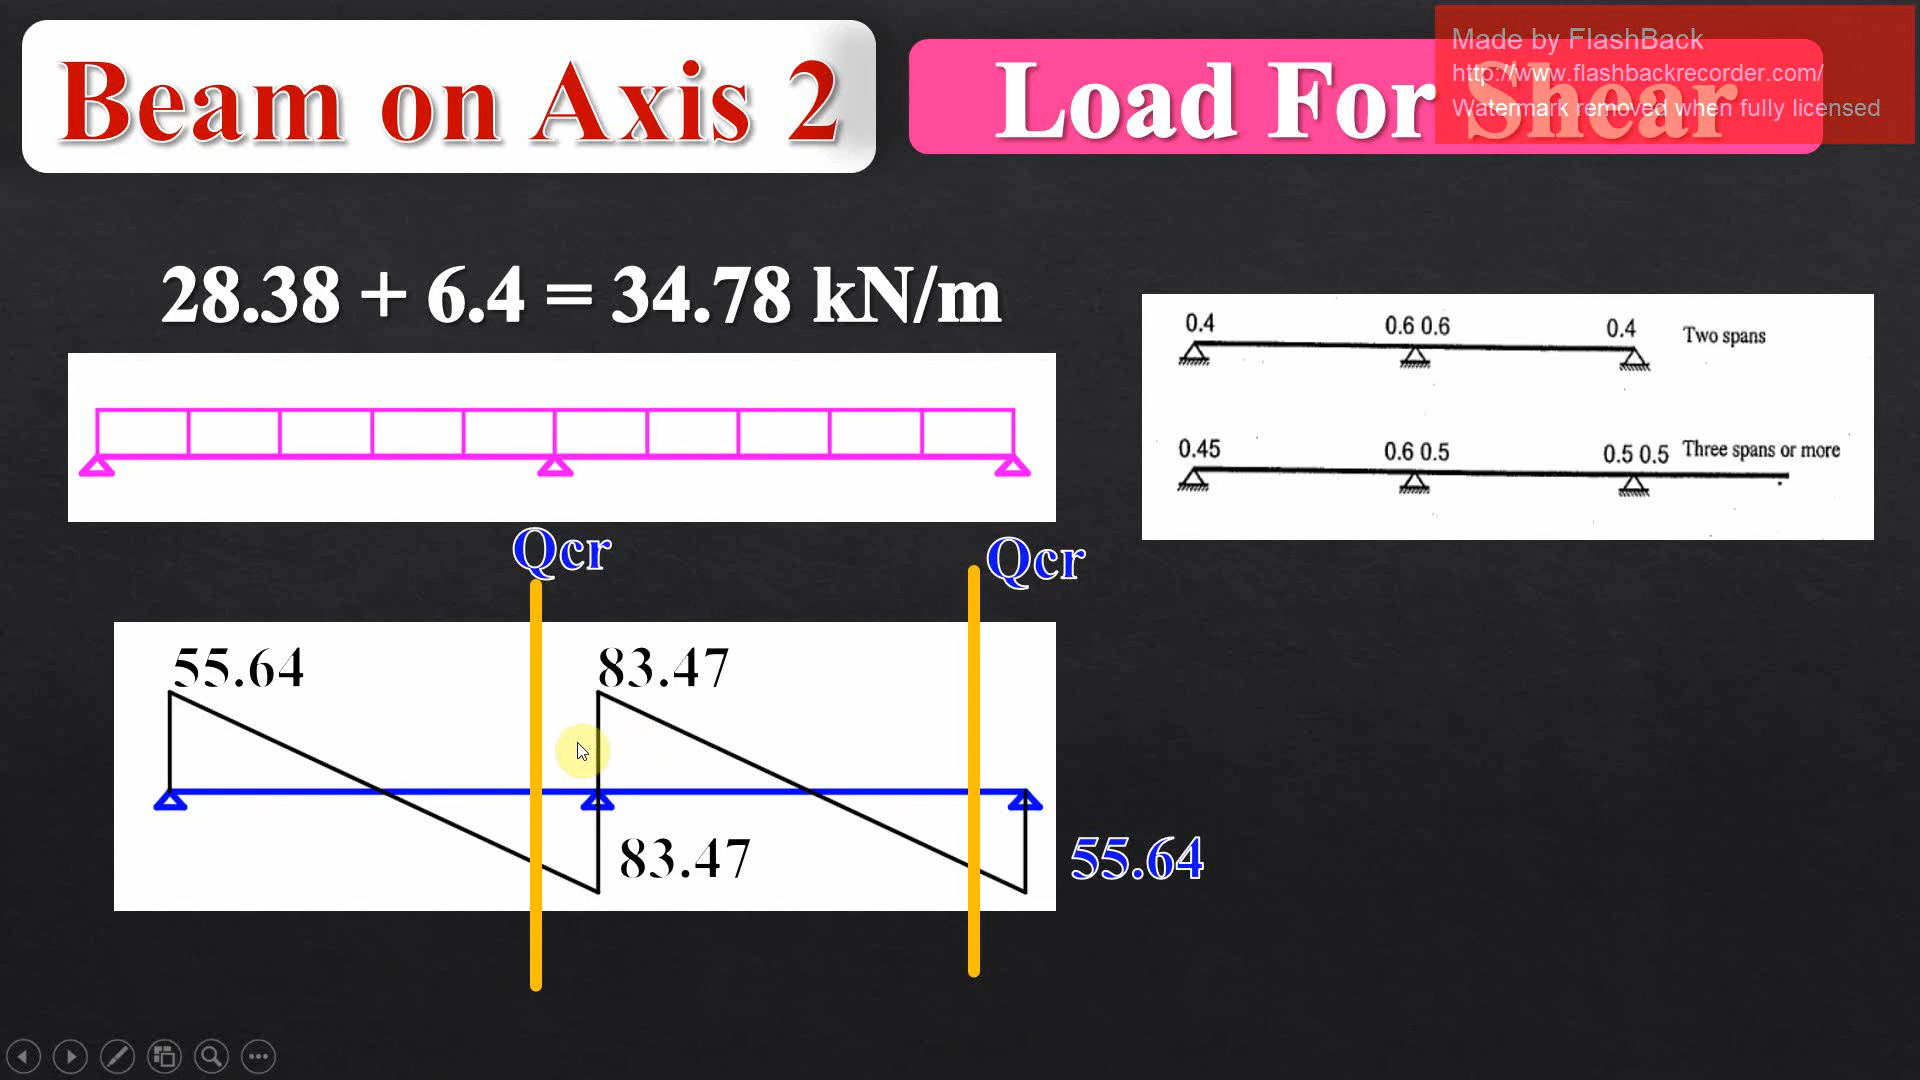 Beam on Axis 2
Load For Shear
Made by FlashBack
http://www.flashbackrecorder.com/
Watermark removed when fully licensed
28.38 + 6.4 = 34.78 kN/m
0.4 0.6 0.6 0.4 Two spans
0.45 0.6 0.5 0.5 0.5 Three spans or more
Qcr Qcr
55.64 83.47
83.47 55.64